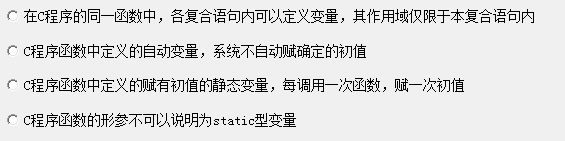 在C程序的同一函数中，各复合语句内可以定义变量，其作用域仅限于本复合语句内
C程序函数中定义的自动变量，系统不自动赋确定的初值
C程序函数中定义的赋有初值的静态变量，每调用一次函数，赋一次初值
C程序函数的形参不可以说明为static型变量